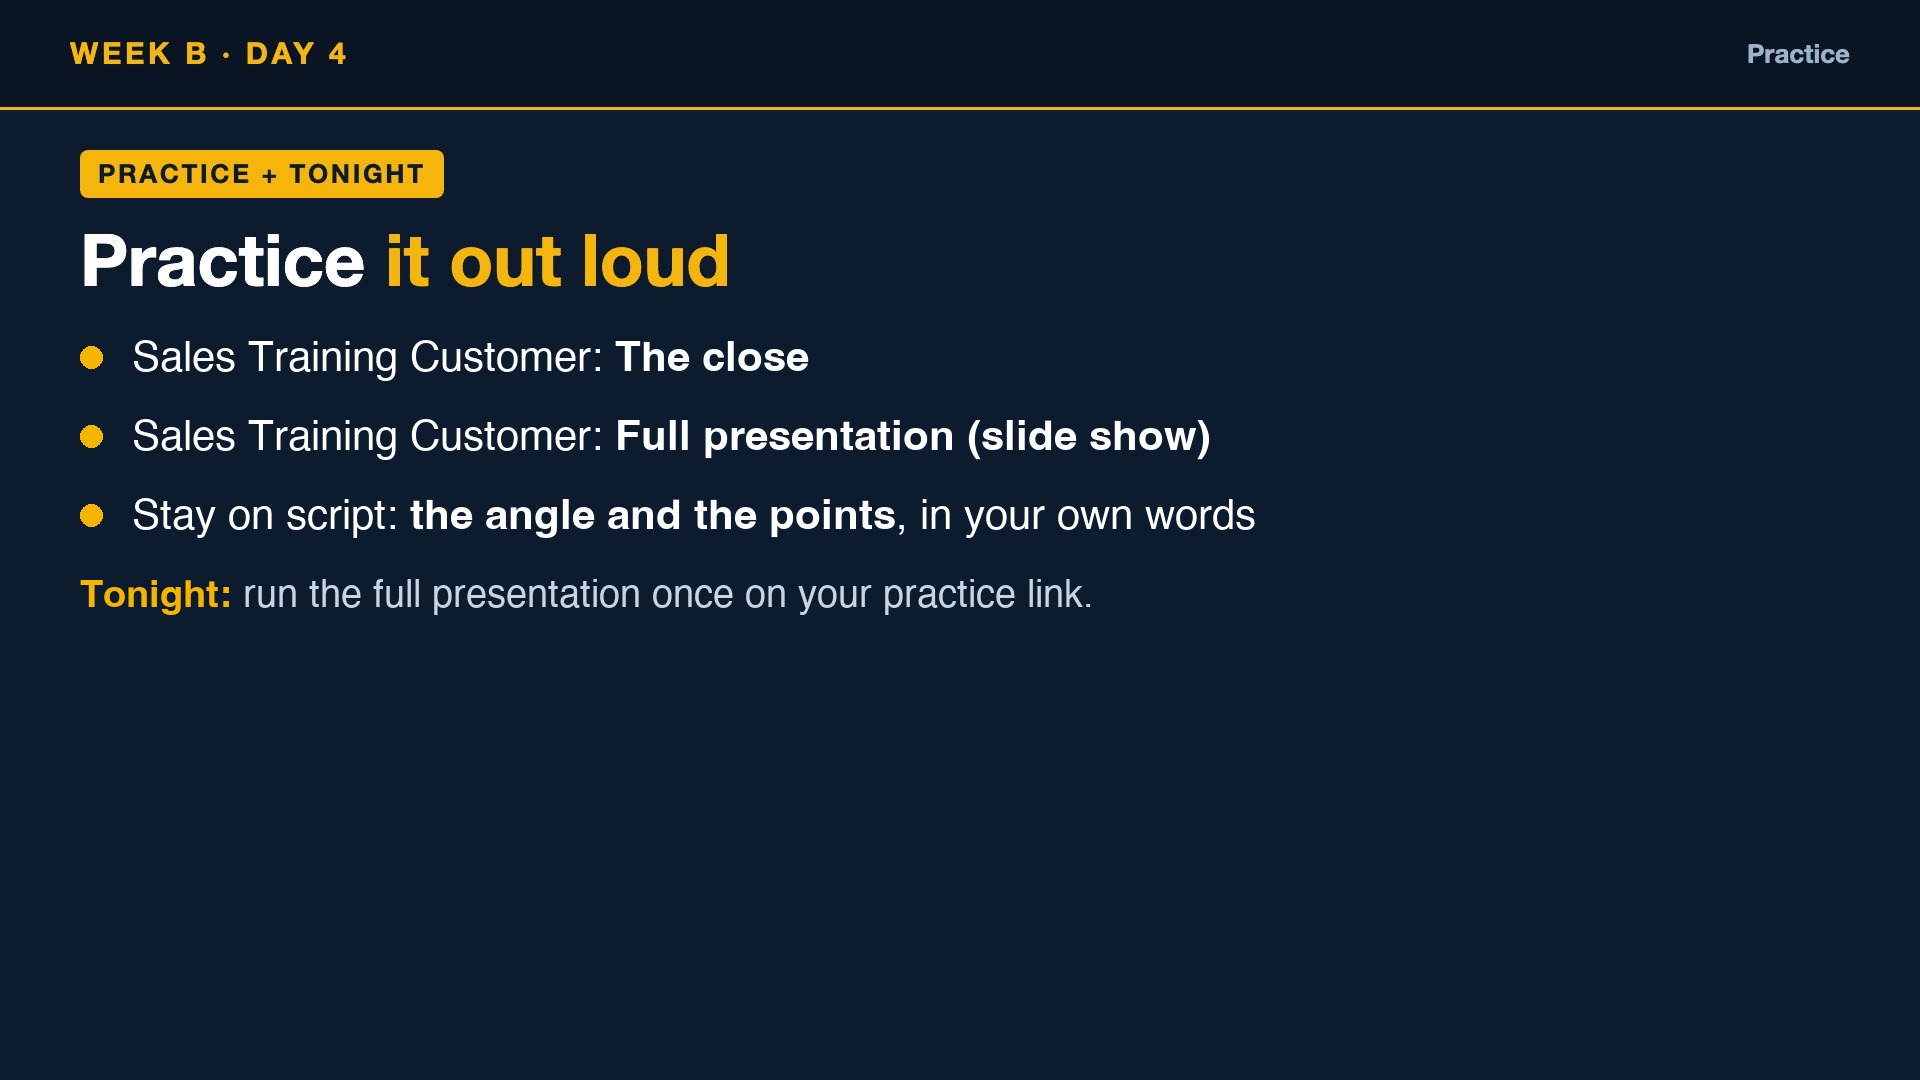 WEEK B · DAY 4
Practice
PRACTICE + TONIGHT
Practice it out loud
Sales Training Customer: The close
Sales Training Customer: Full presentation (slide show)
Stay on script: the angle and the points, in your own words
Tonight: run the full presentation once on your practice link.